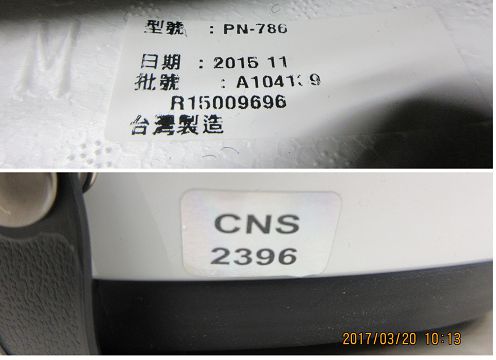 型號 : PN-786
日期 : 2015 11
批號 : A104139
R15009696
台灣製造
CNS
2396
2017/03/20 10:13